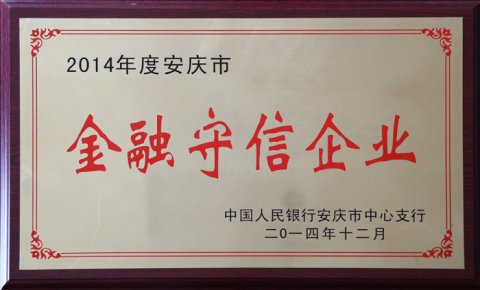 2014年度安庆市
金融守信企业
中国人民银行安庆市中心支行
二0一四年十二月